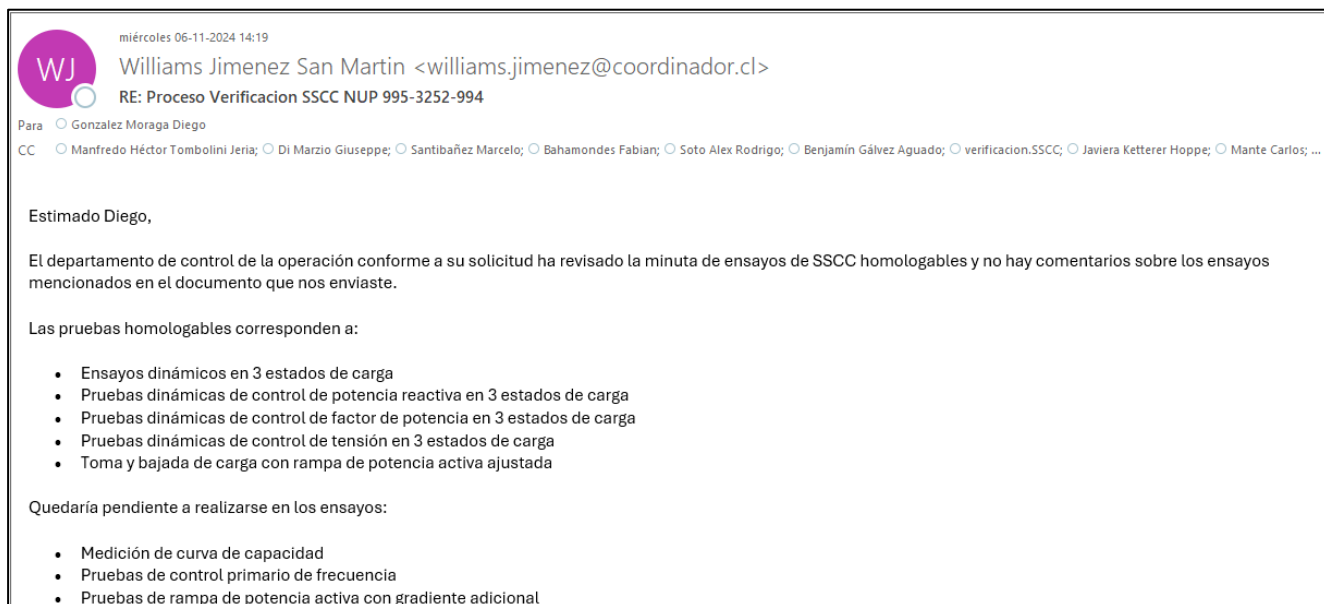 miércoles 06-11-2024 14:19
WJ
Williams Jimenez San Martin <williams.jimenez@coordinador.cl>
RE: Proceso Verificacion SSCC NUP 995-3252-994
Para Gonzalez Moraga Diego
CC Manfredo Héctor Tombolini Jeria; Di Marzio Giuseppe; Santibañez Marcelo; Bahamondes Fabian; Soto Alex Rodrigo; Benjamín Gálvez Aguado; verificacion.SSCC; Javiera Ketterer Hoppe; Mante Carlos; ...
Estimado Diego,
El departamento de control de la operación conforme a su solicitud ha revisado la minuta de ensayos de SSCC homologables y no hay comentarios sobre los ensayos
mencionados en el documento que nos enviaste.
Las pruebas homologables corresponden a:
• Ensayos dinámicos en 3 estados de carga
• Pruebas dinámicas de control de potencia reactiva en 3 estados de carga
• Pruebas dinámicas de control de factor de potencia en 3 estados de carga
• Pruebas dinámicas de control de tensión en 3 estados de carga
• Toma y bajada de carga con rampa de potencia activa ajustada
Quedaría pendiente a realizarse en los ensayos:
• Medición de curva de capacidad
• Pruebas de control primario de frecuencia
• Pruebas de rampa de potencia activa con gradiente adicional